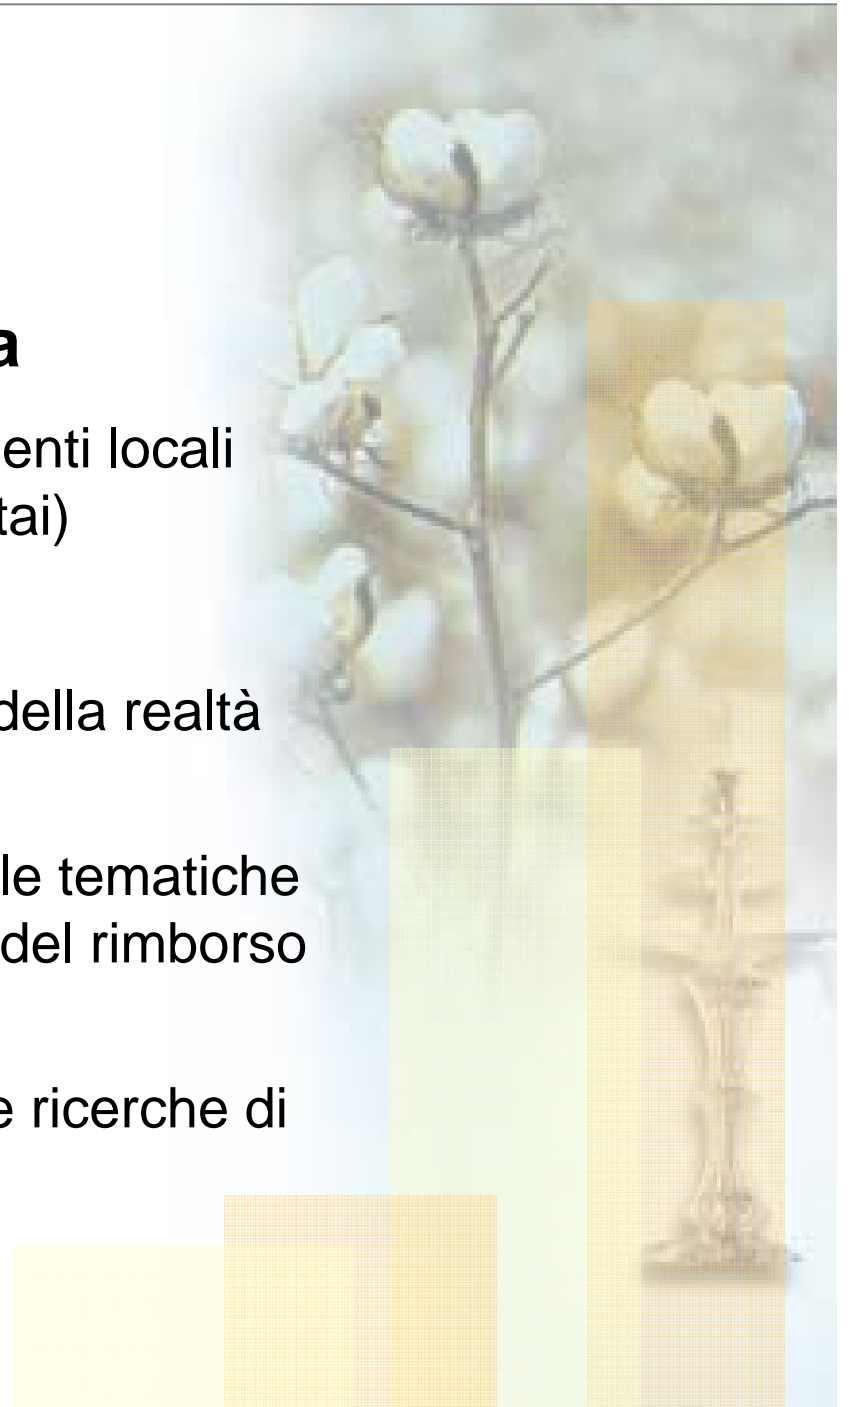 a
enti locali
tai)
della realtà
le tematiche
del rimborso
e ricerche di